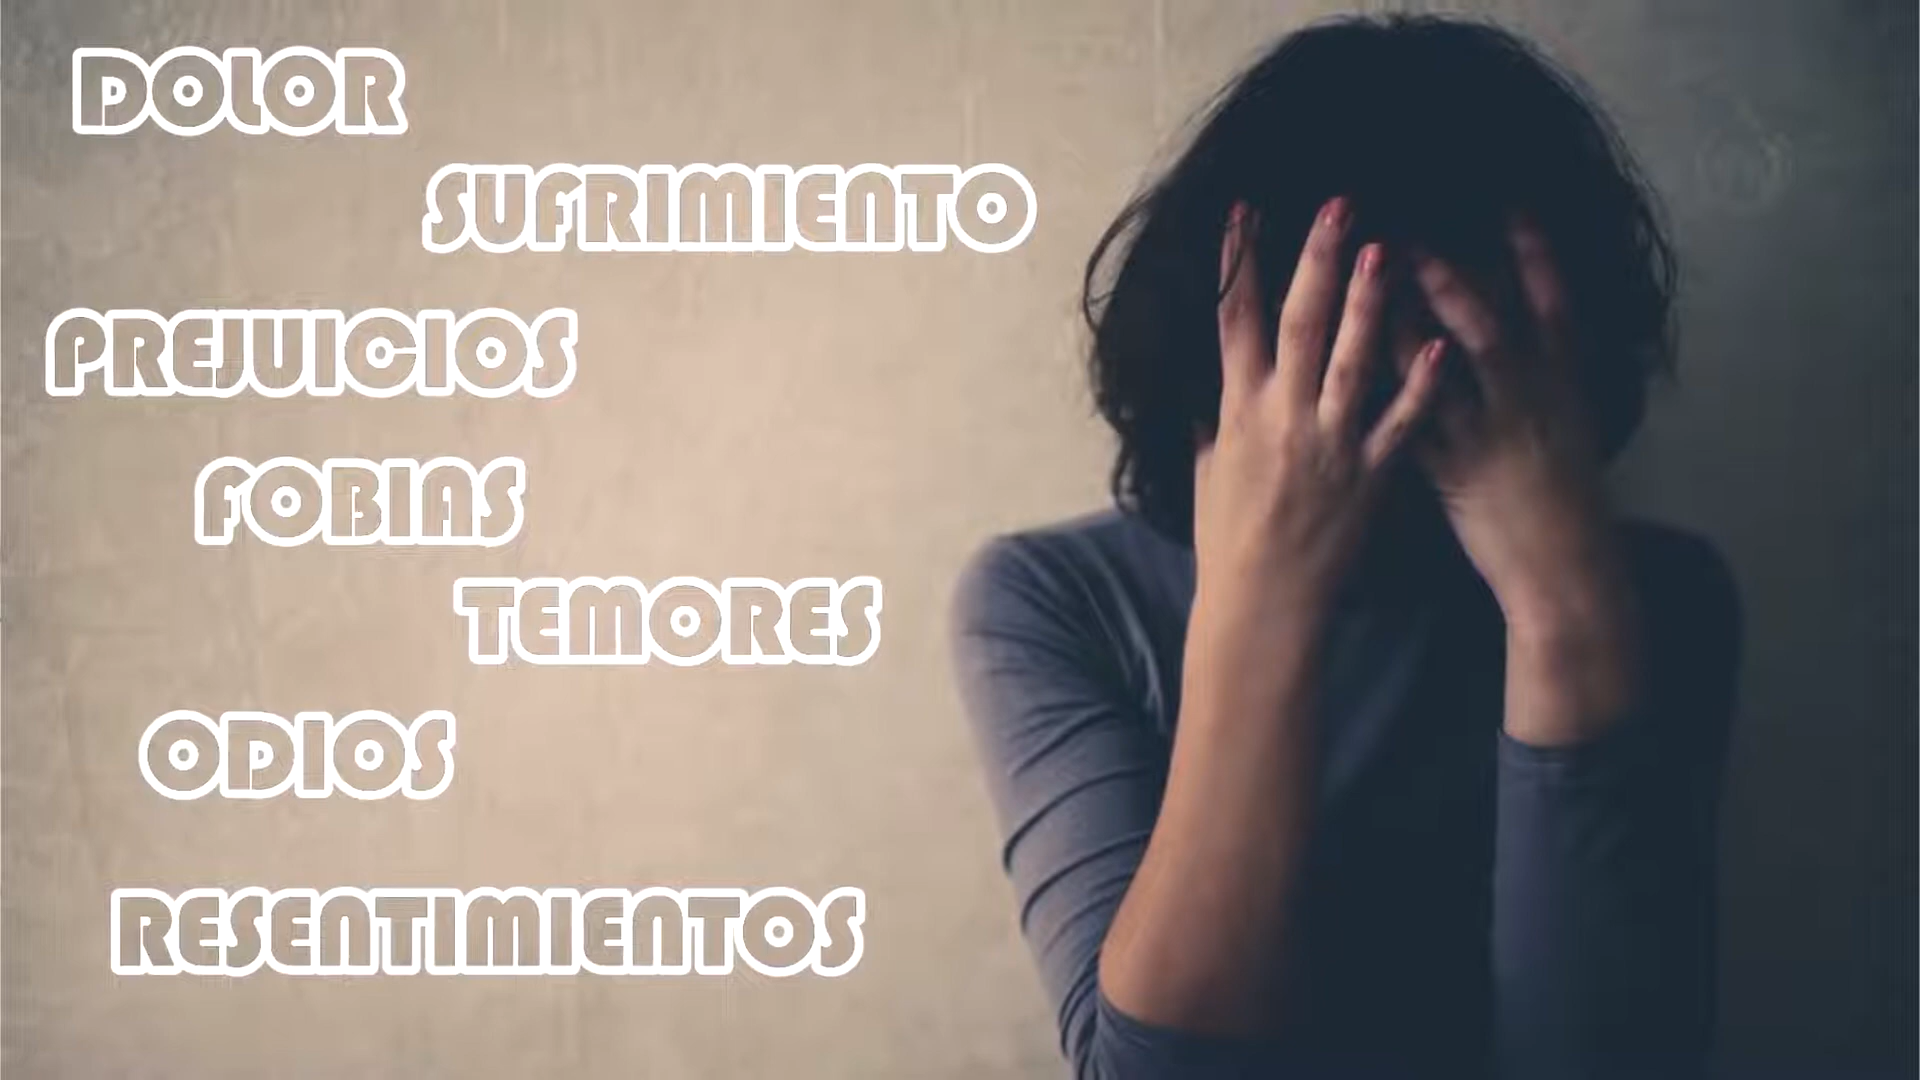 DOLOR
SUFRIMIENTO
PREJUICIOS
FOBIAS
TEMORES
ODIOS
RESENTIMIENTOS